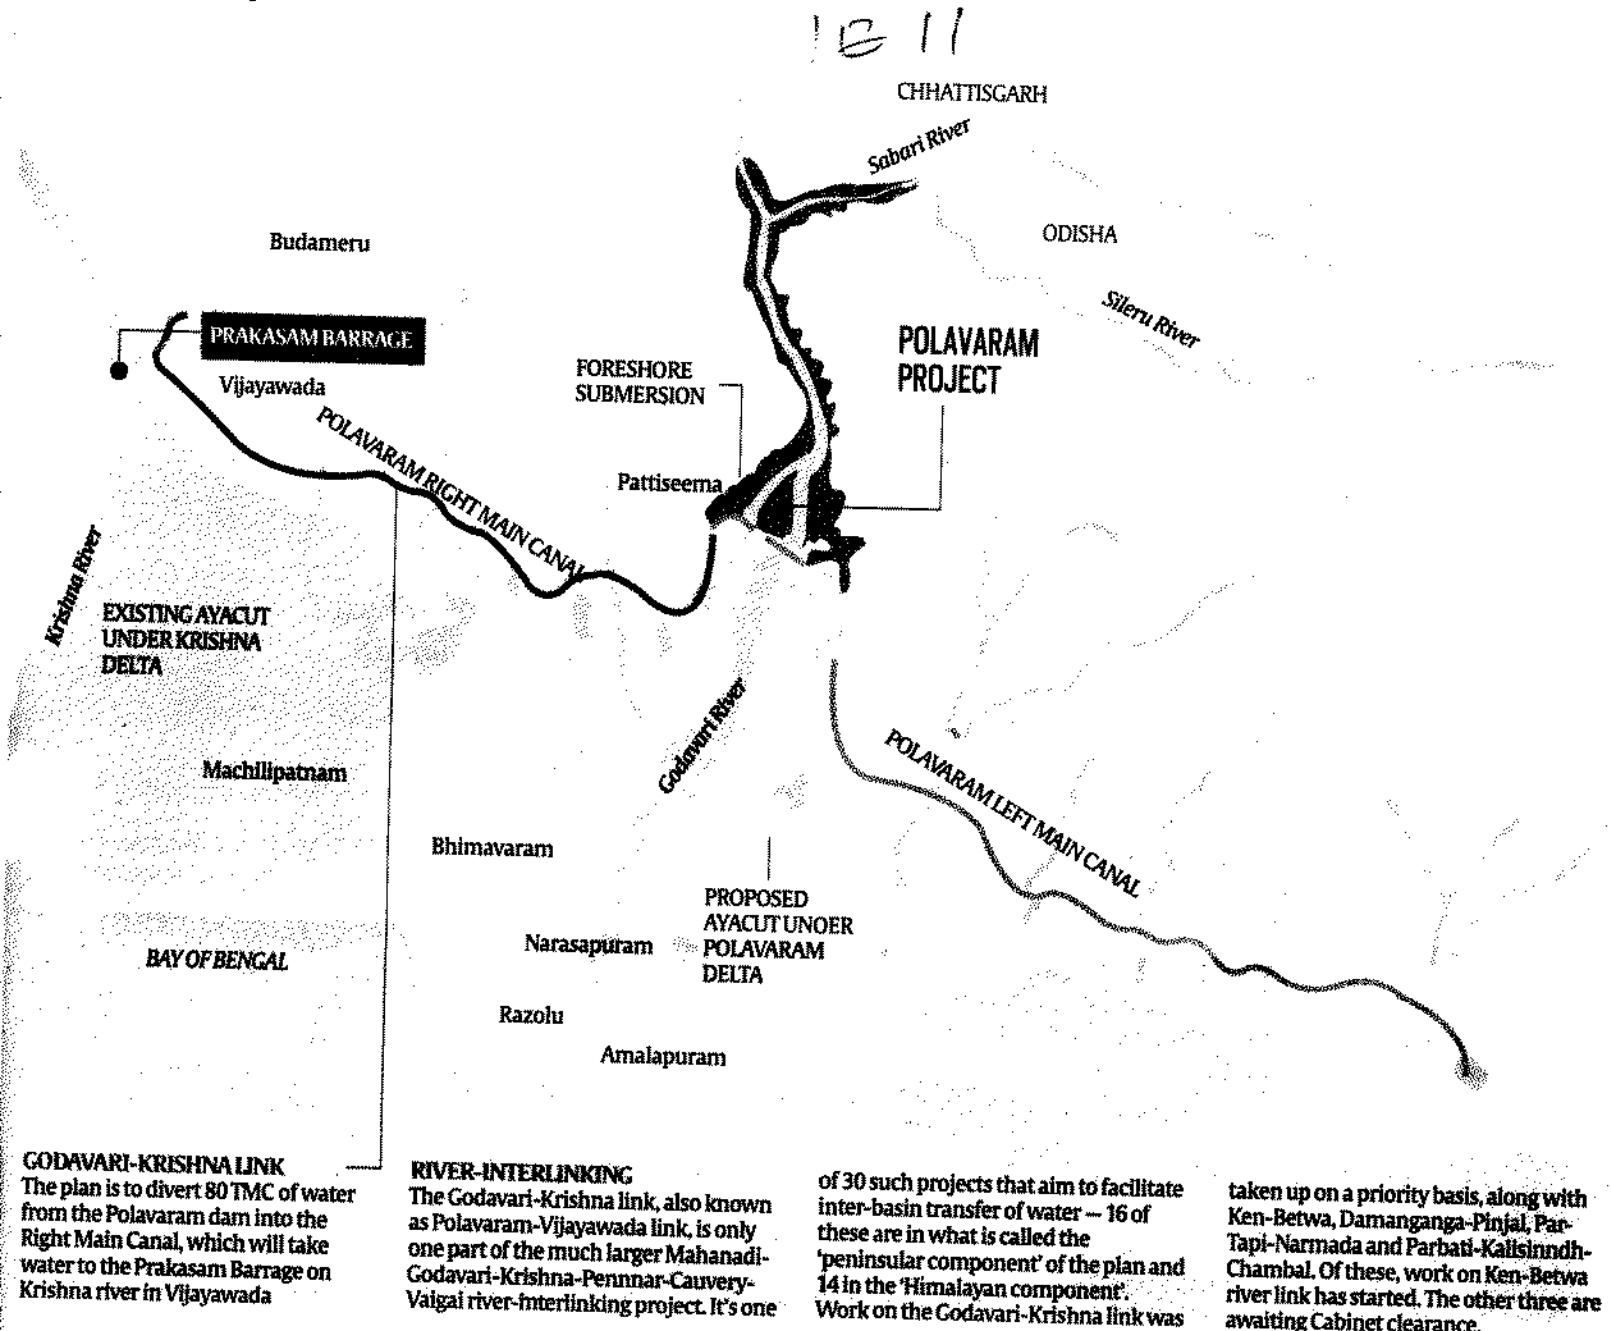 CHHATTISGARH
Sabari River
ODISHA
Budameru
Sileru River
PRAKASAM BARRAGE
POLAVARAM
PROJECT
FORESHORE
SUBMERSION
Vijayawada
POLAVARAM RIGHT MAIN CANAL
Pattiseema
Krishna River
EXISTING AYACUT
UNDER KRISHNA
DELTA
Godavari River
POLAVARAM LEFT MAIN CANAL
Machilipatnam
Bhimavaram
PROPOSED
AYACUT UNOER
POLAVARAM
DELTA
Narasapuram
BAY OF BENGAL
Razolu
Amalapuram
GODAVARI-KRISHNA LINK
The plan is to divert 80 TMC of water
from the Polavaram dam into the
Right Main Canal, which will take
water to the Prakasam Barrage on
Krishna river in Vijayawada
RIVER-INTERLINKING
The Godavari-Krishna link, also known
as Polavaram-Vijayawada link, is only
one part of the much larger Mahanadi-
Godavari-Krishna-Pennnar-Cauvery-
Vaigai river-interlinking project. It's one
of 30 such projects that aim to facilitate
inter-basin transfer of water — 16 of
these are in what is called the
'peninsular component' of the plan and
14 in the 'Himalayan component'.
Work on the Godavari-Krishna link was
taken up on a priority basis, along with
Ken-Betwa, Damanganga-Pinjal, Par-
Tapi-Narmada and Parbati-Kalisinndh-
Chambal. Of these, work on Ken-Betwa
river link has started. The other three are
awaiting Cabinet clearance.